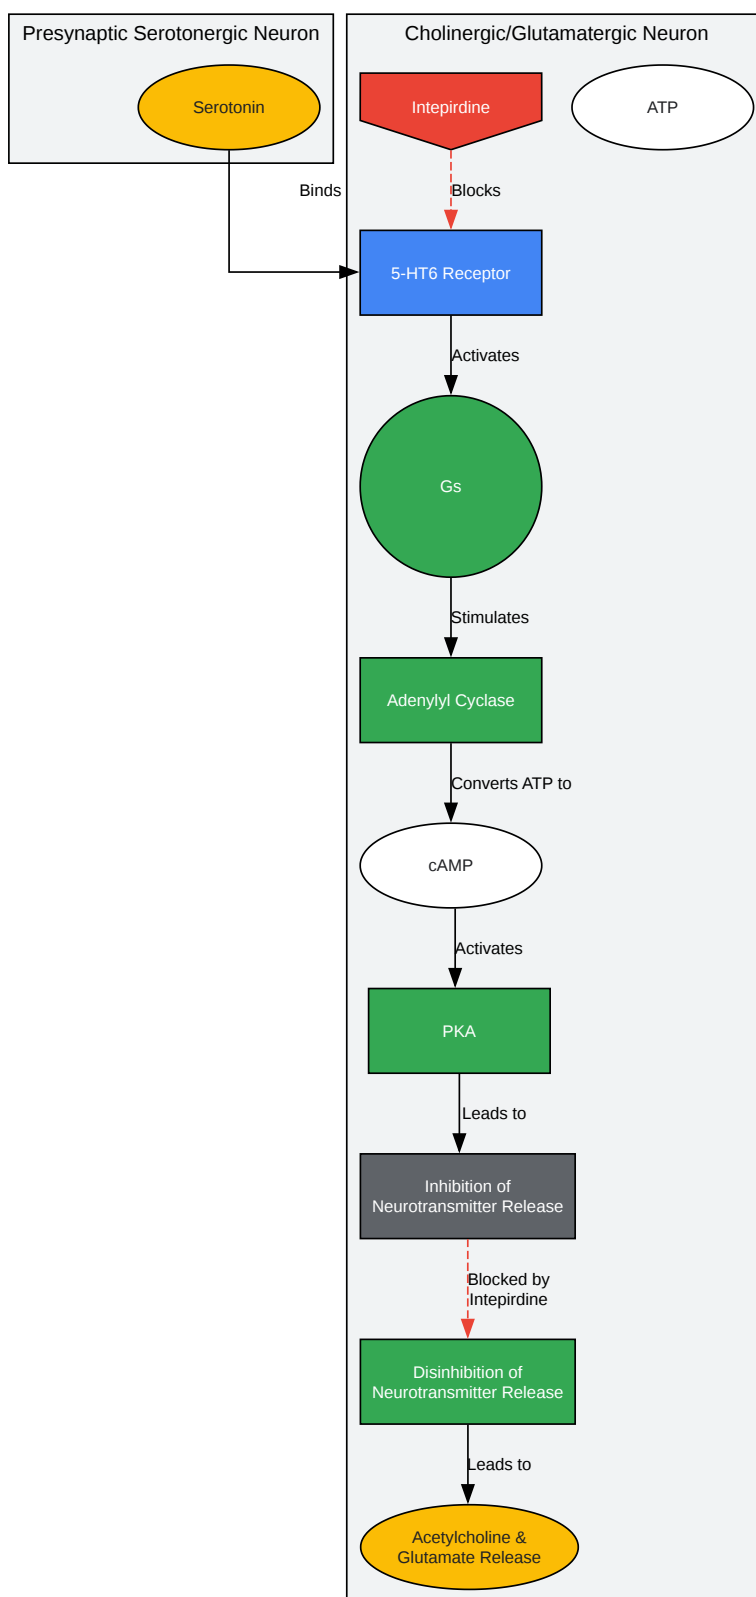 Presynaptic Serotonergic Neuron
Cholinergic/Glutamatergic Neuron
Serotonin
Intepirdine
ATP
Binds
Blocks
5-HT6 Receptor
Activates
Gs
Stimulates
Adenylyl Cyclase
Converts ATP to
cAMP
Activates
PKA
Leads to
Inhibition of
Neurotransmitter Release
Blocked by
Intepirdine
Disinhibition of
Neurotransmitter Release
Leads to
Acetylcholine &
Glutamate Release